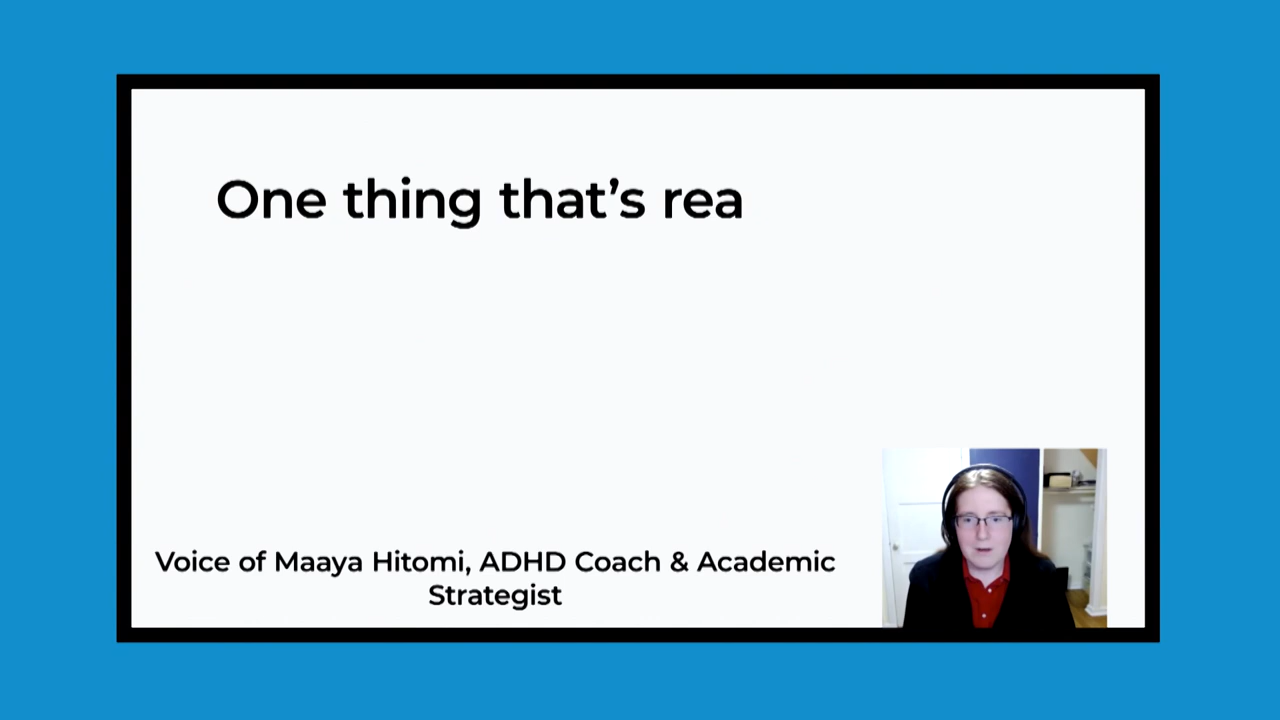 One thing that’s rea
Voice of Maaya Hitomi, ADHD Coach & Academic
Strategist